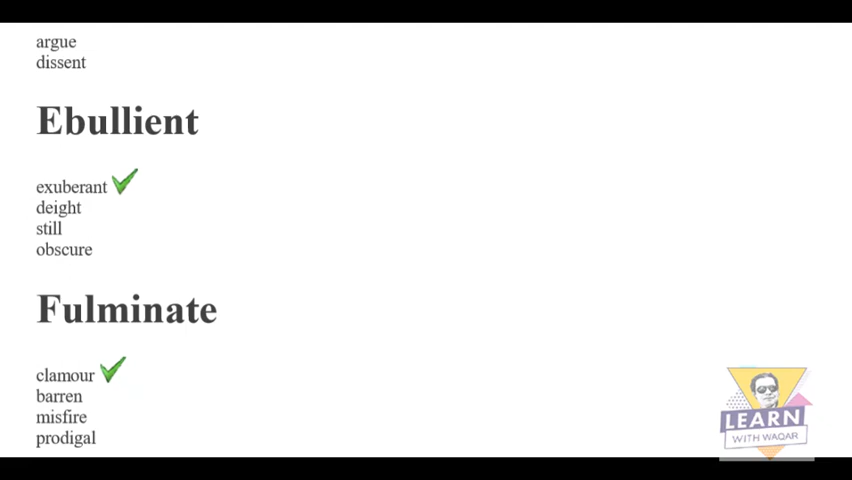 argue
dissent
Ebullient
exuberant
deight
still
obscure
Fulminate
clamour
barren
misfire
prodigal
LEARN
WITH WAQAR